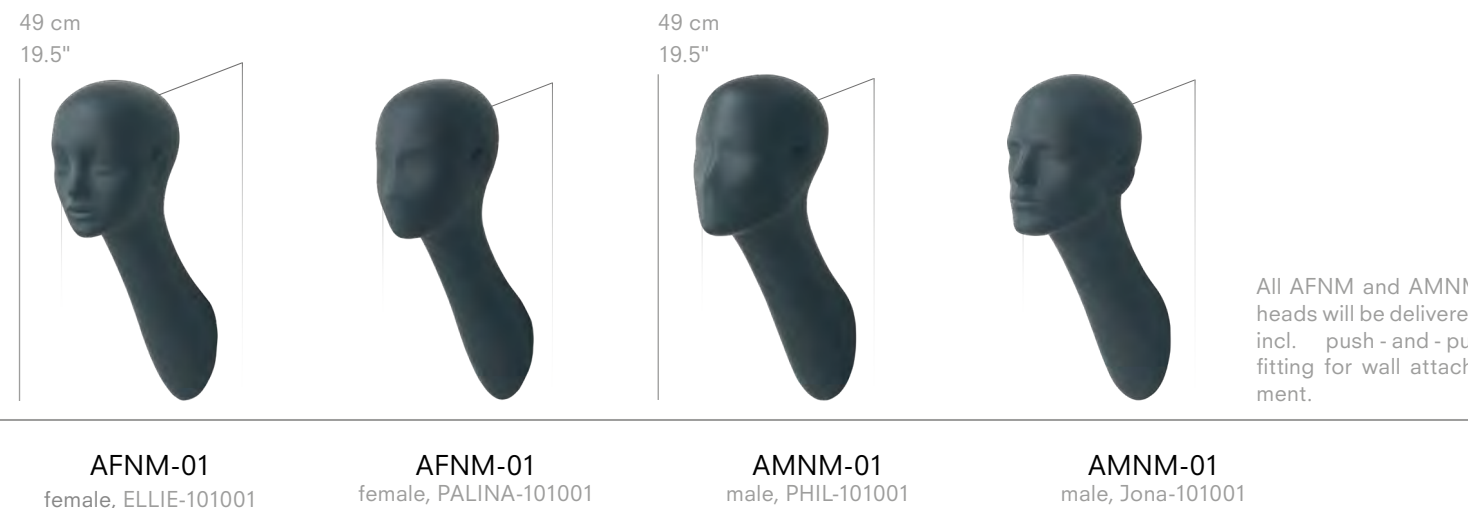 49 cm
19.5"
49 cm
19.5"
All AFNM and AMNM
heads will be delivere
incl. push - and - pu
fitting for wall attach
ment.
AFNM-01
female, ELLIE-101001
AFNM-01
female, PALINA-101001
AMNM-01
male, PHIL-101001
AMNM-01
male, Jona-101001